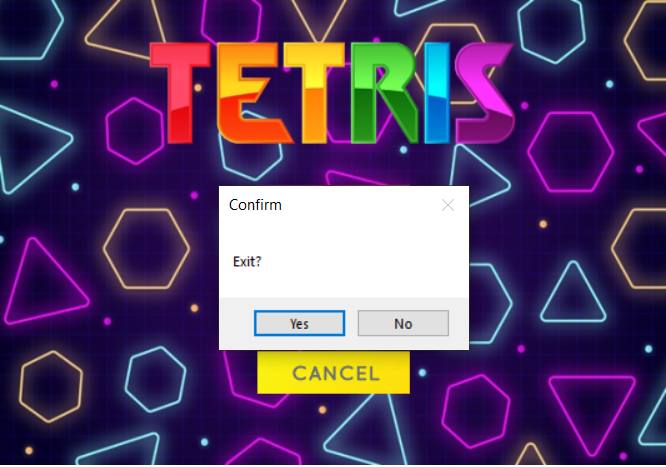 TETRIS
Confirm
Exit?
Yes No
CANCEL